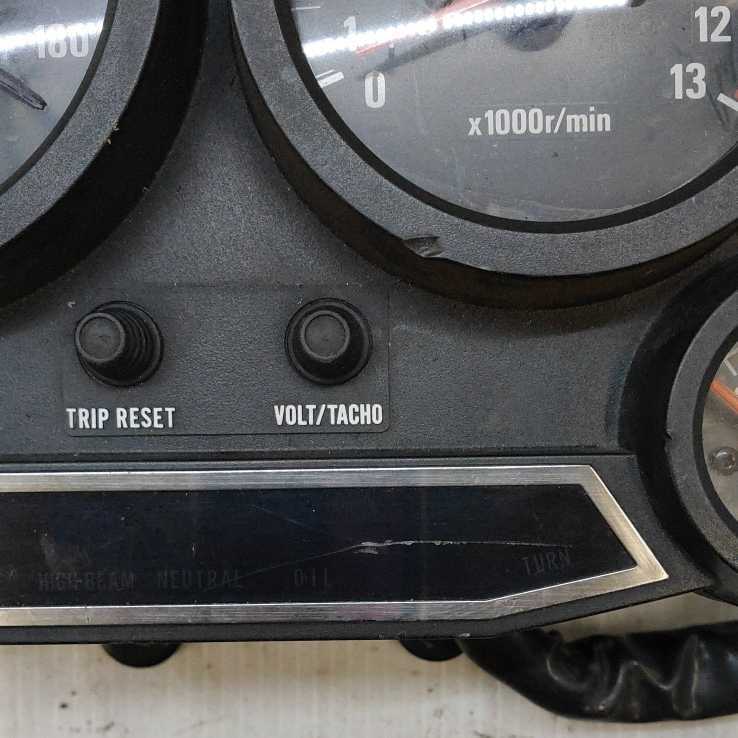 180
1
0
12
13
x1000r/min
TRIP RESET
VOLT/TACHO
HIGH-BEAM NEUTRAL OIL TURN